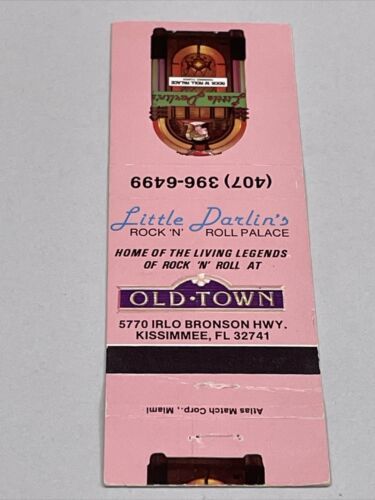 Little Darlin's
ROCK 'N' ROLL PALACE
(407) 396-6499
Little Darlin's
ROCK 'N' ROLL PALACE
HOME OF THE LIVING LEGENDS
OF ROCK 'N' ROLL AT
OLD·TOWN
5770 IRLO BRONSON HWY.
KISSIMMEE, FL 32741
Atlas Match Corp., Miami